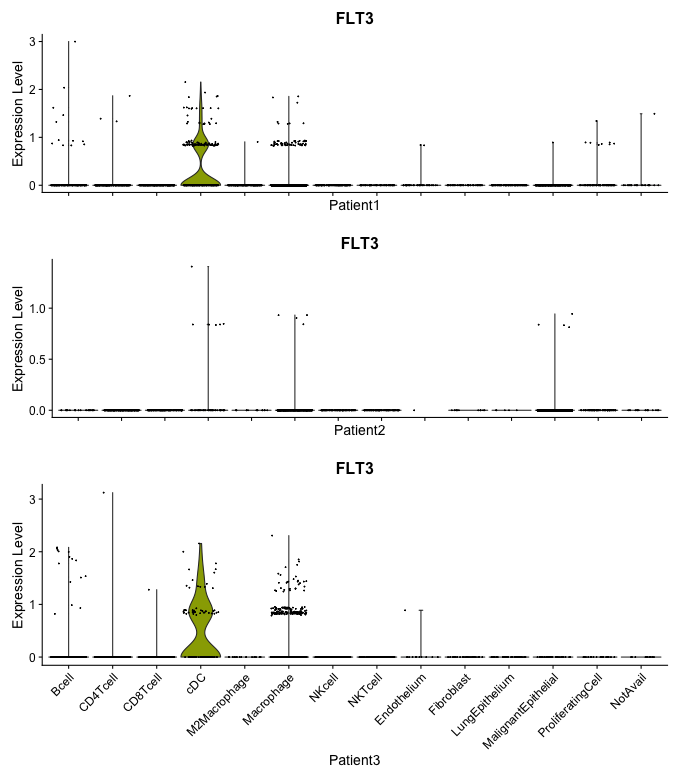 FLT3
Expression Level
3
2
1
0
Patient1
FLT3
Expression Level
1.0
0.5
0.0
Patient2
FLT3
Expression Level
3
2
1
0
Bcell
CD4Tcell
CD8Tcell
cDC
M2Macrophage
Macrophage
NKcell
NKTcell
Endothelium
Fibroblast
LungEpithelium
MalignantEpithelial
ProliferatingCell
NotAvail
Patient3